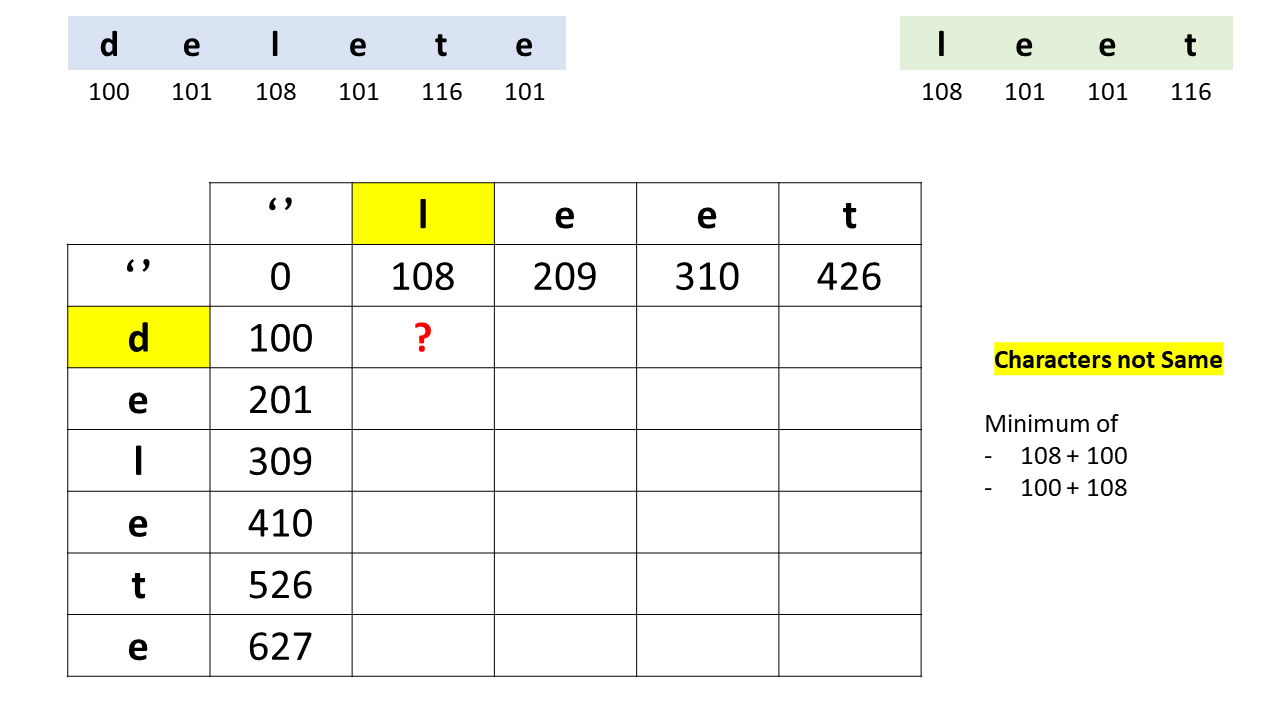 d e l e t e l e e t
100 101 108 101 116 101 108 101 101 116
‘’ l e e t
‘’ 0 108 209 310 426
d 100 ?
e 201
l 309
e 410
t 526
e 627
Characters not Same
Minimum of
- 108 + 100
- 100 + 108